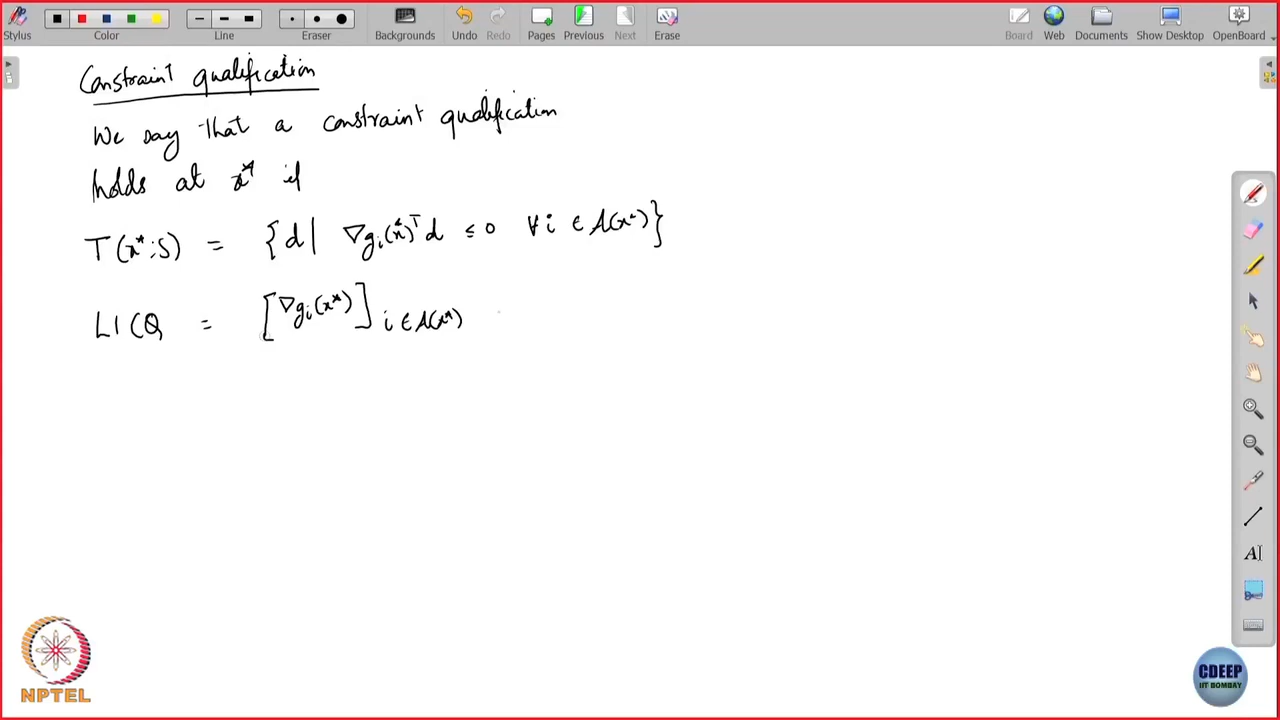 Stylus Color Line Eraser Backgrounds Undo Redo Pages Previous Next Erase Board Web Documents Show Desktop OpenBoard
Constraint qualification
We say that a constraint qualification
holds at x* if
T(x*;S) = {d | ∇gᵢ(x*)ᵀd ≤ 0 ∀i ∈ A(x*)}
LICQ = [∇gᵢ(x*)] i ∈ A(x*)
NPTEL
CDEEP
IIT BOMBAY